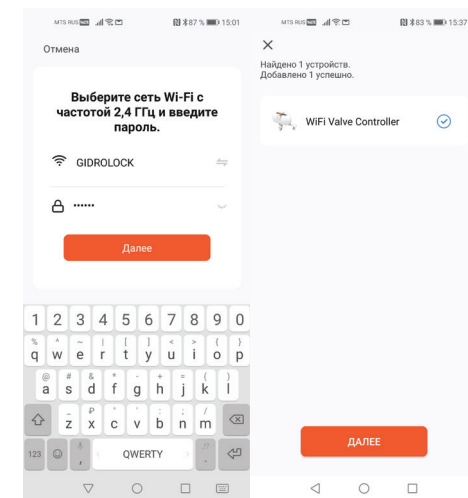 MTS RUS 87 % 15:01
Отмена
Выберите сеть Wi-Fi с
частотой 2,4 ГГц и введите
пароль.
GIDROLOCK
••••••
Далее
1 2 3 4 5 6 7 8 9 0
% ^ ~ | [ ] < > { }
q w e r t y u i o p
@ # & * - + = ( )
a s d f g h j k l
_ ₽ " ' : ; /
z x c v b n m
123 , QWERTY . !?
MTS RUS 83 % 15:37
Найдено 1 устройств.
Добавлено 1 успешно.
WiFi Valve Controller
ДАЛЕЕ